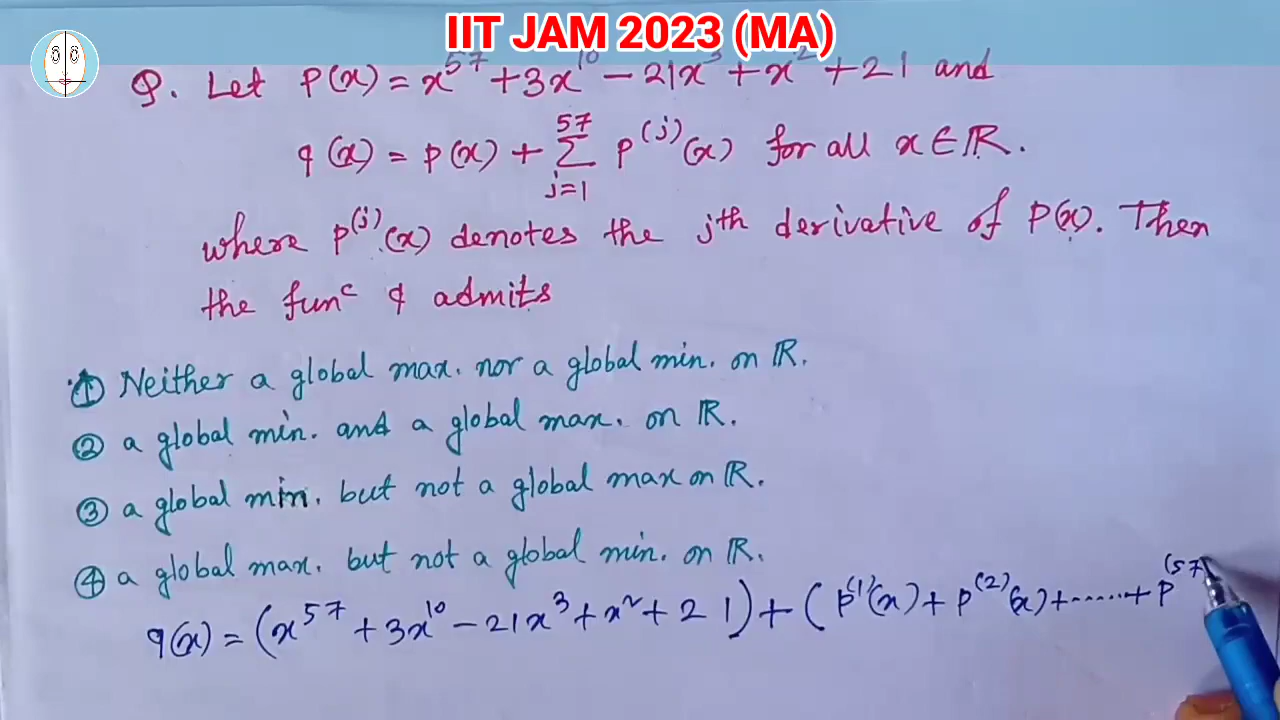 IIT JAM 2023 (MA)
Q. Let P(x) = x^57 + 3x^10 − 21x^3 + x^2 + 21 and
q(x) = p(x) + Σ_{j=1}^{57} p^(j)(x) for all x ∈ ℝ.
where p^(j)(x) denotes the jth derivative of P(x). Then
the func q admits
① Neither a global max. nor a global min. on ℝ.
② a global min. and a global max. on ℝ.
③ a global min. but not a global max on ℝ.
④ a global max. but not a global min. on ℝ.
q(x) = (x^57 + 3x^10 − 21x^3 + x^2 + 21) + (p^(1)(x) + p^(2)(x) + ...... + p^(57